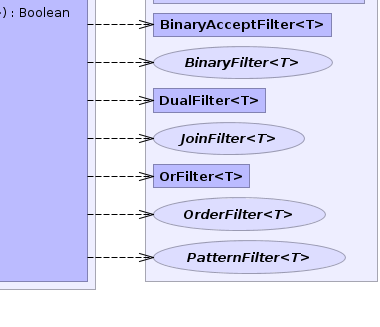 >) : Boolean
BinaryAcceptFilter<T>
BinaryFilter<T>
DualFilter<T>
JoinFilter<T>
OrFilter<T>
OrderFilter<T>
PatternFilter<T>